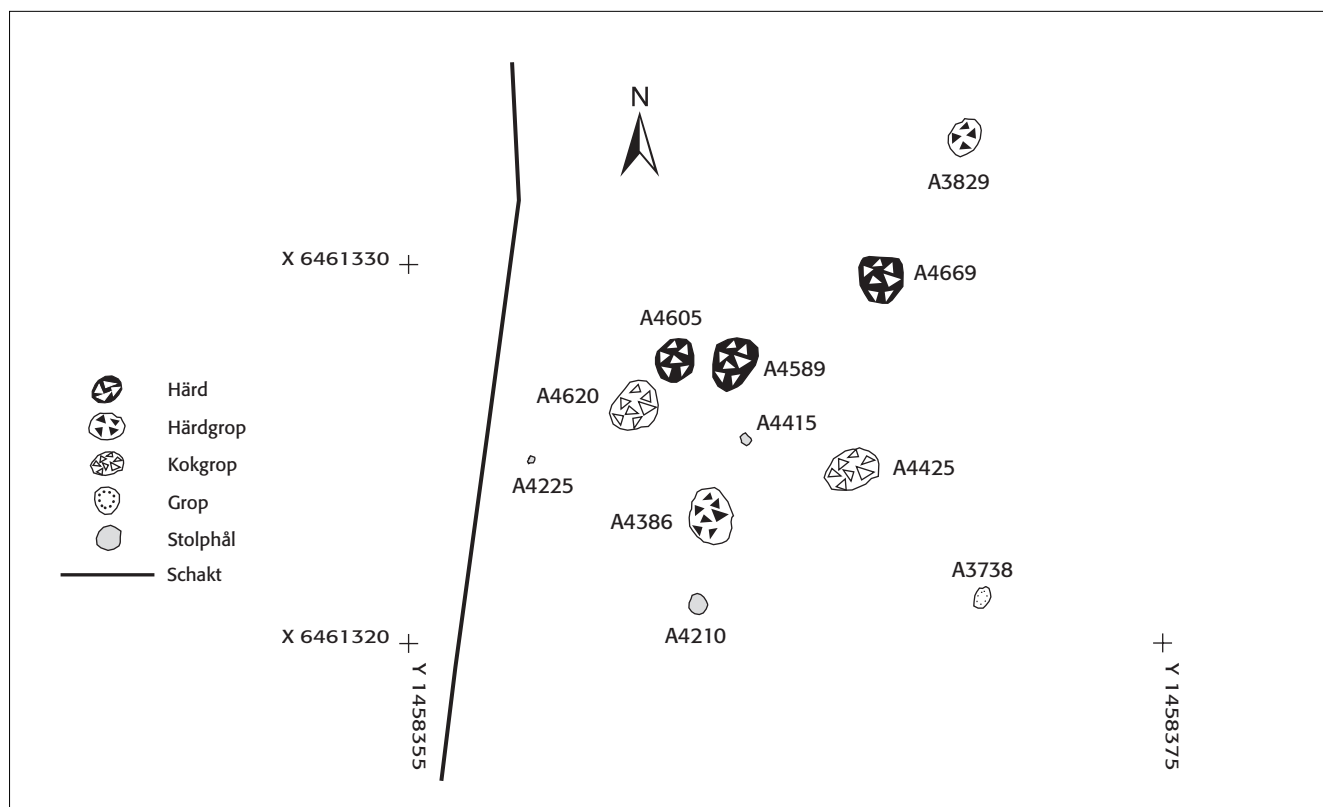 N
A3829
X 6461330
A4669
A4605
A4589
A4620
A4415
A4225
A4425
A4386
A3738
A4210
Härd
Härdgrop
Kokgrop
Grop
Stolphål
Schakt
X 6461320
Y 1458355
Y 1458375